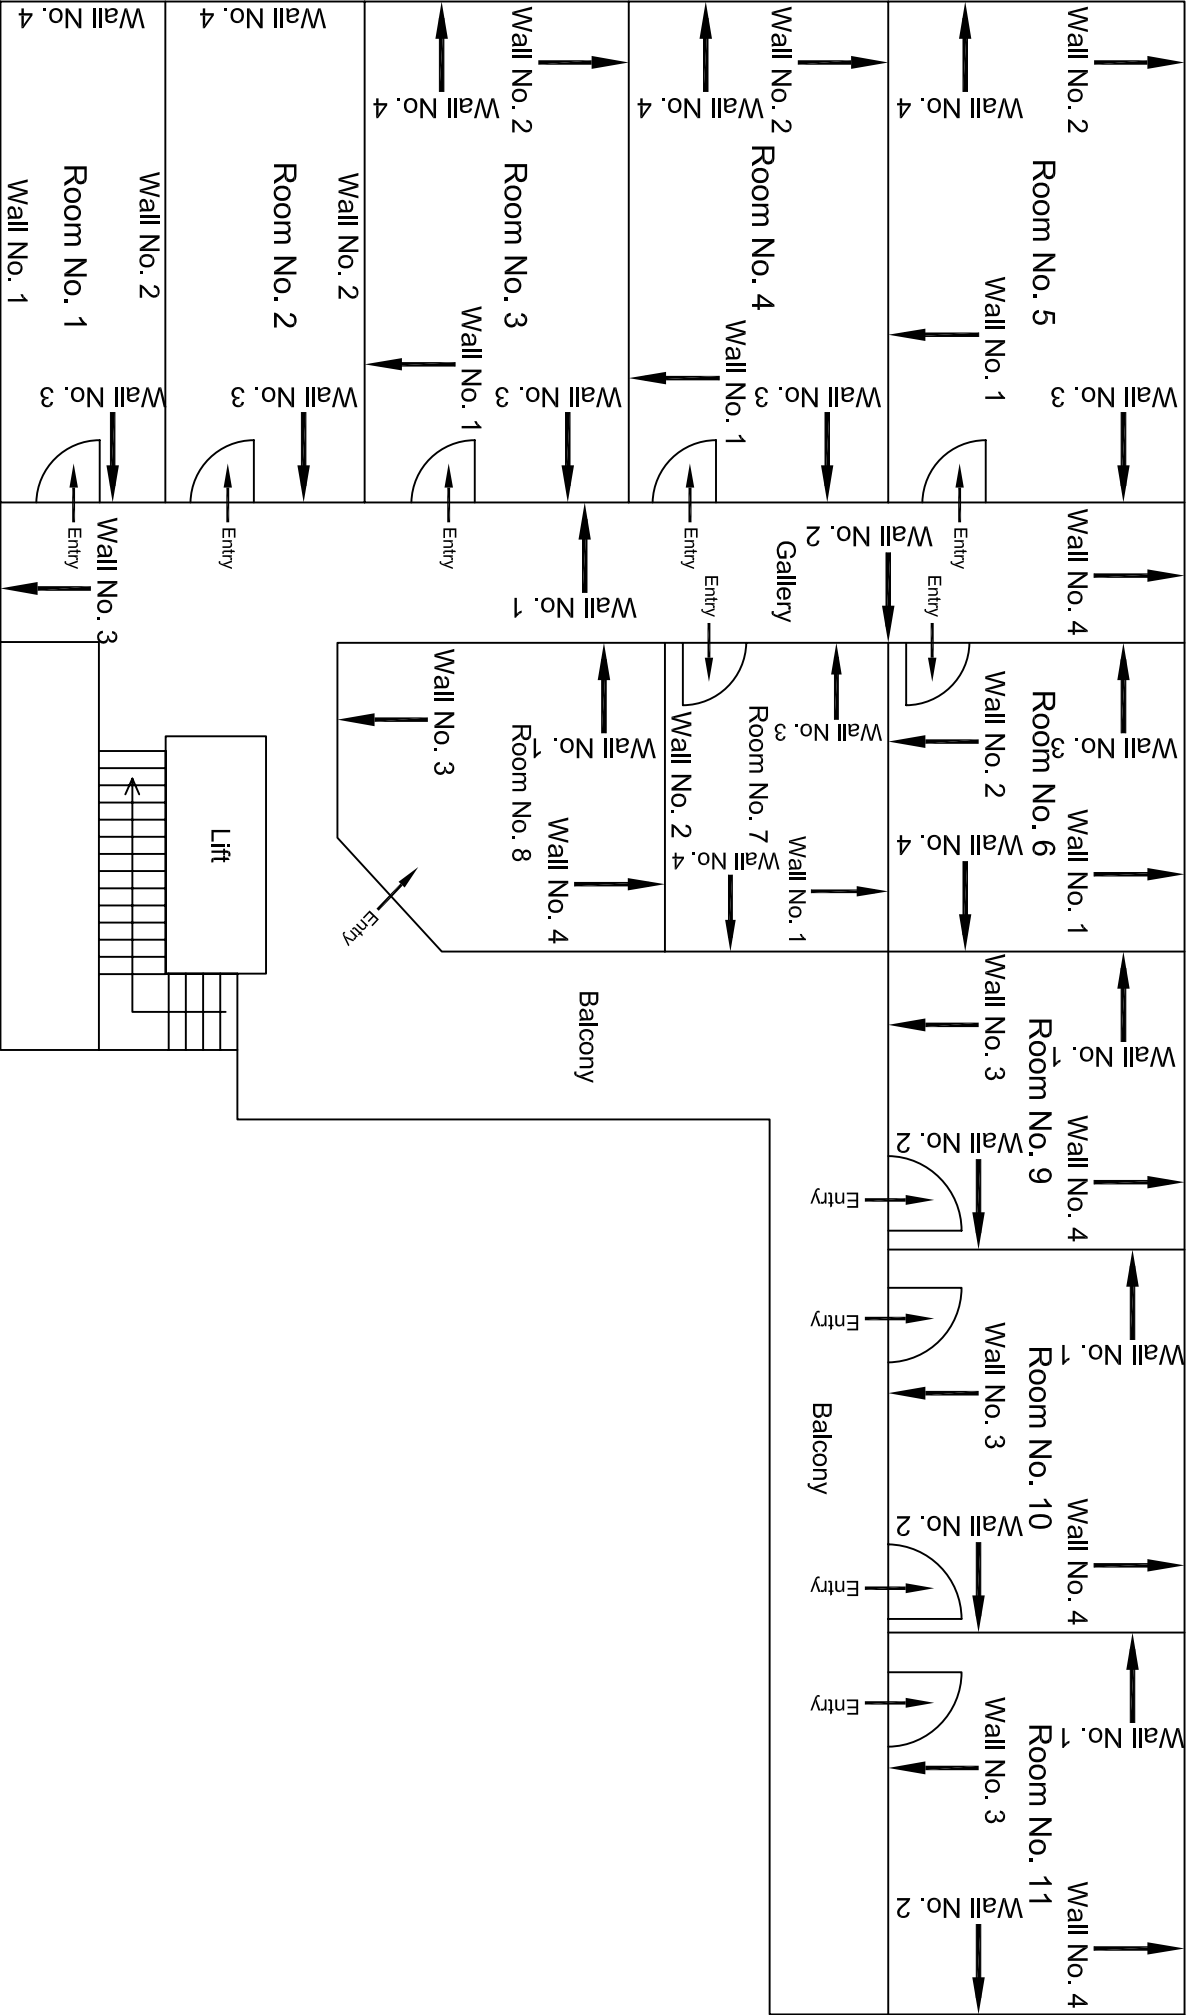 Wall No. 4
Wall No. 2
Room No. 1
Wall No. 1
Wall No. 3
Entry
Wall No. 4
Wall No. 2
Room No. 2
Wall No. 3
Entry
Wall No. 4
Wall No. 2
Room No. 3
Wall No. 1
Wall No. 3
Entry
Wall No. 4
Wall No. 2
Room No. 4
Wall No. 1
Wall No. 3
Entry
Wall No. 4
Wall No. 2
Room No. 5
Wall No. 1
Wall No. 3
Entry
Wall No. 3
Wall No. 1
Gallery
Wall No. 2
Wall No. 4
Entry
Entry
Wall No. 3
Wall No. 2
Room No. 6
Wall No. 1
Wall No. 4
Wall No. 3
Wall No. 2
Room No. 7
Wall No. 1
Wall No. 4
Wall No. 3
Wall No. 1
Room No. 8
Wall No. 4
Entry
Lift
Balcony
Wall No. 1
Wall No. 3
Room No. 9
Wall No. 4
Wall No. 2
Entry
Wall No. 1
Wall No. 3
Room No. 10
Wall No. 4
Wall No. 2
Entry
Entry
Balcony
Wall No. 1
Wall No. 3
Room No. 11
Wall No. 4
Wall No. 2
Entry